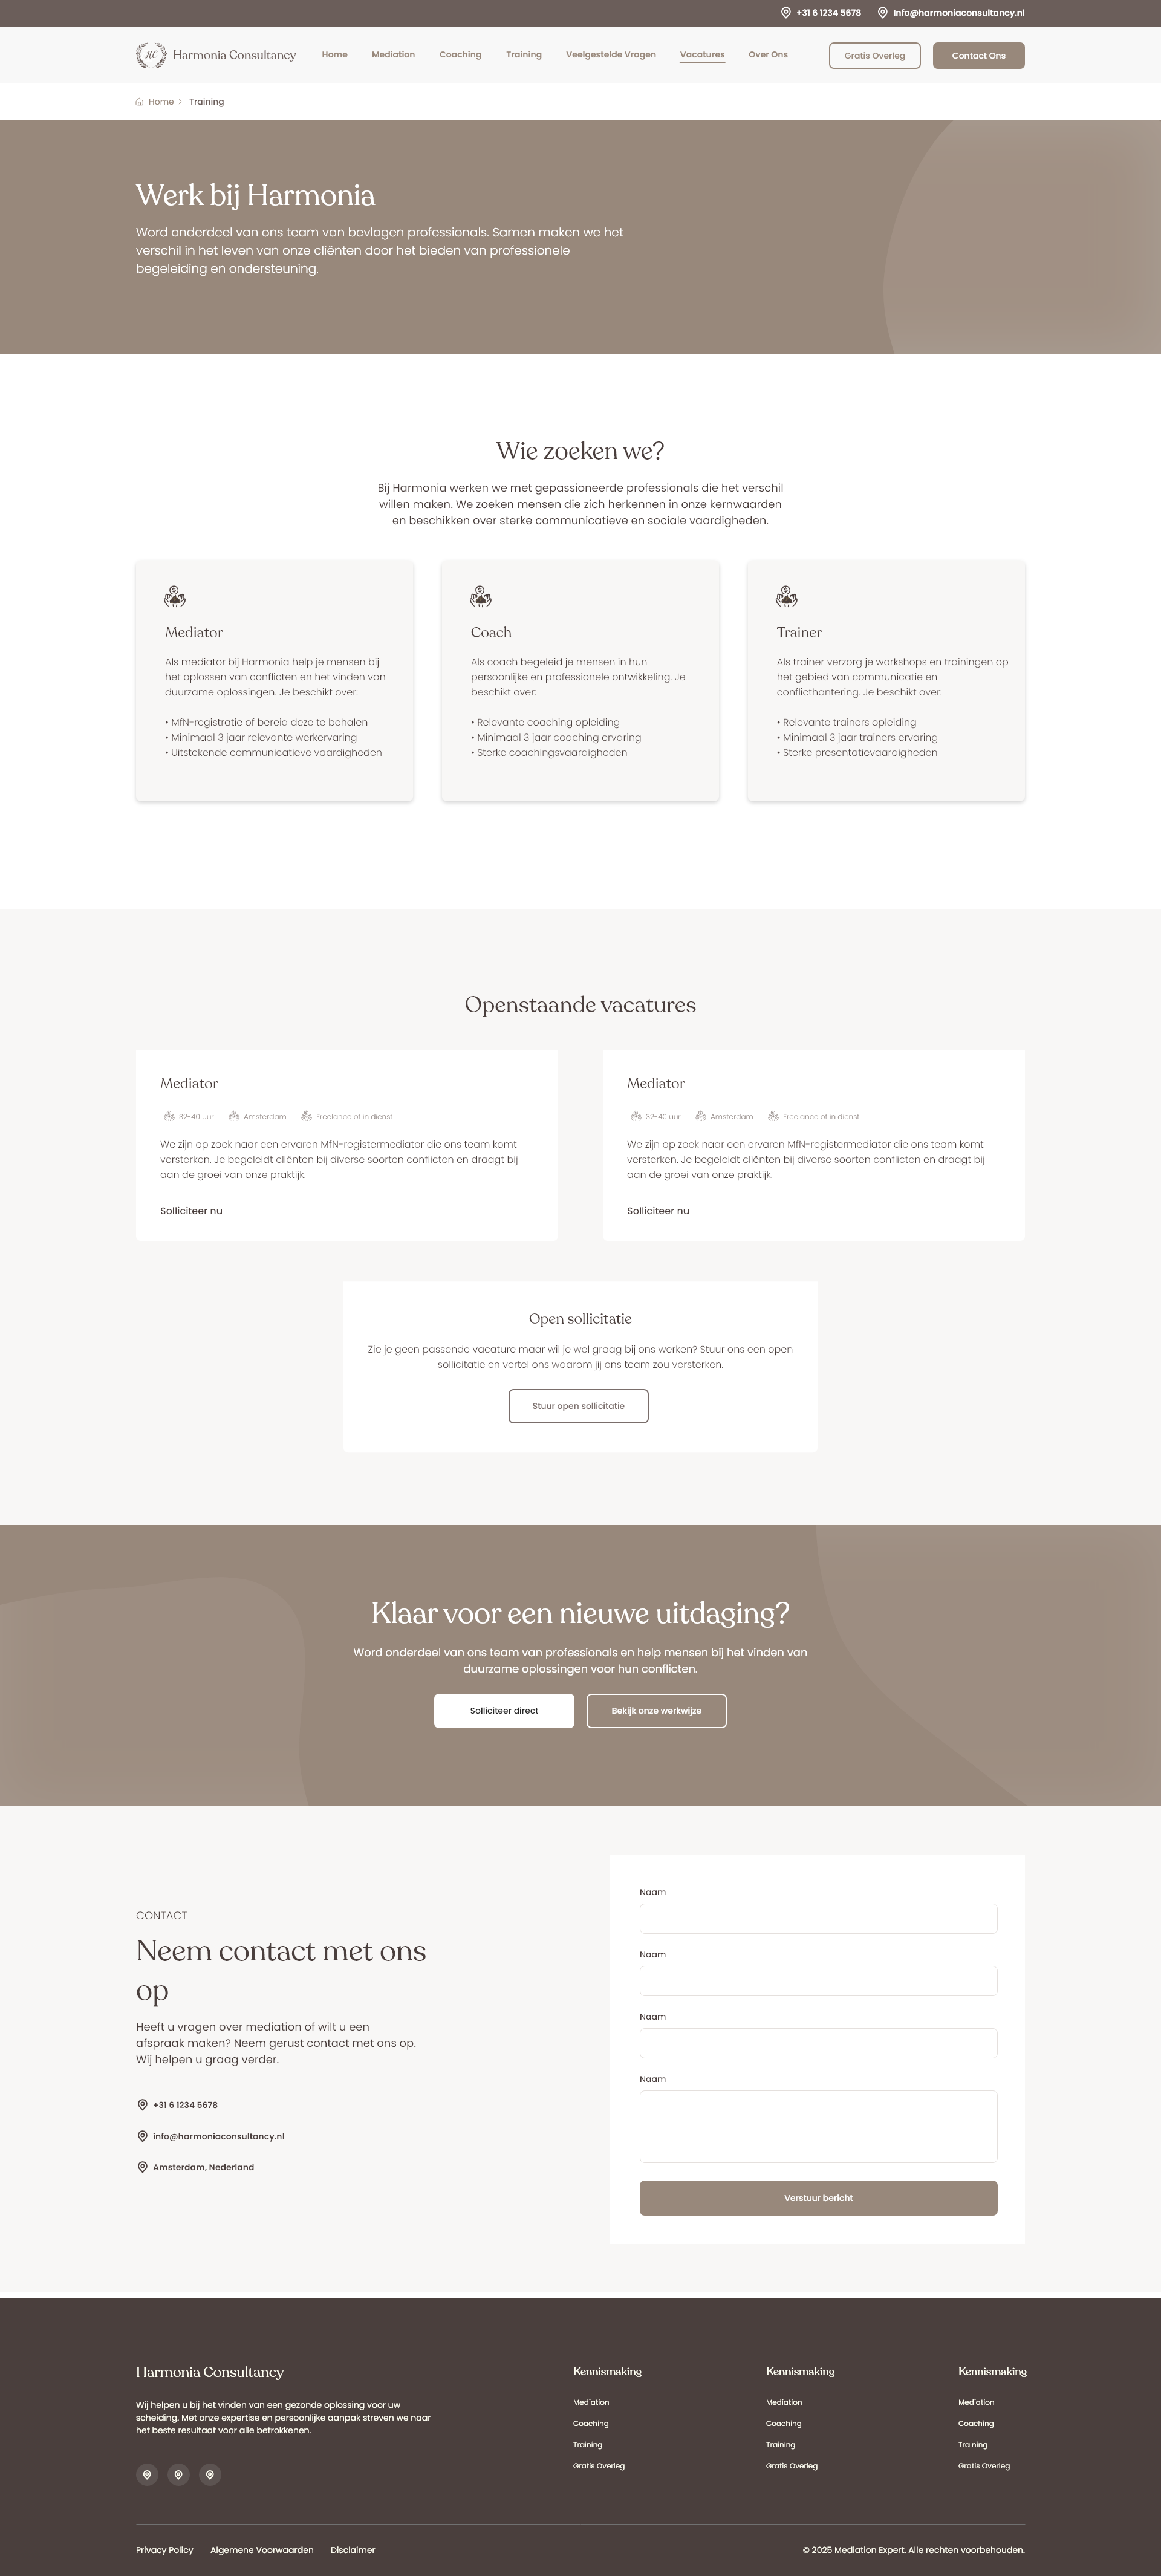 +31 6 1234 5678 Info@harmoniaconsultancy.nl
HC Harmonia Consultancy Home Mediation Coaching Training Veelgestelde Vragen Vacatures Over Ons Gratis Overleg Contact Ons
Home > Training
Werk bij Harmonia
Word onderdeel van ons team van bevlogen professionals. Samen maken we het
verschil in het leven van onze cliënten door het bieden van professionele
begeleiding en ondersteuning.
Wie zoeken we?
Bij Harmonia werken we met gepassioneerde professionals die het verschil
willen maken. We zoeken mensen die zich herkennen in onze kernwaarden
en beschikken over sterke communicatieve en sociale vaardigheden.
Mediator
Als mediator bij Harmonia help je mensen bij
het oplossen van conflicten en het vinden van
duurzame oplossingen. Je beschikt over:
• MfN-registratie of bereid deze te behalen
• Minimaal 3 jaar relevante werkervaring
• Uitstekende communicatieve vaardigheden
Coach
Als coach begeleid je mensen in hun
persoonlijke en professionele ontwikkeling. Je
beschikt over:
• Relevante coaching opleiding
• Minimaal 3 jaar coaching ervaring
• Sterke coachingsvaardigheden
Trainer
Als trainer verzorg je workshops en trainingen op
het gebied van communicatie en
conflicthantering. Je beschikt over:
• Relevante trainers opleiding
• Minimaal 3 jaar trainers ervaring
• Sterke presentatievaardigheden
Openstaande vacatures
Mediator
32-40 uur Amsterdam Freelance of in dienst
We zijn op zoek naar een ervaren MfN-registermediator die ons team komt
versterken. Je begeleidt cliënten bij diverse soorten conflicten en draagt bij
aan de groei van onze praktijk.
Solliciteer nu
Mediator
32-40 uur Amsterdam Freelance of in dienst
We zijn op zoek naar een ervaren MfN-registermediator die ons team komt
versterken. Je begeleidt cliënten bij diverse soorten conflicten en draagt bij
aan de groei van onze praktijk.
Solliciteer nu
Open sollicitatie
Zie je geen passende vacature maar wil je wel graag bij ons werken? Stuur ons een open
sollicitatie en vertel ons waarom jij ons team zou versterken.
Stuur open sollicitatie
Klaar voor een nieuwe uitdaging?
Word onderdeel van ons team van professionals en help mensen bij het vinden van
duurzame oplossingen voor hun conflicten.
Solliciteer direct Bekijk onze werkwijze
CONTACT
Neem contact met ons
op
Heeft u vragen over mediation of wilt u een
afspraak maken? Neem gerust contact met ons op.
Wij helpen u graag verder.
+31 6 1234 5678
info@harmoniaconsultancy.nl
Amsterdam, Nederland
Naam
Naam
Naam
Naam
Verstuur bericht
Harmonia Consultancy
Wij helpen u bij het vinden van een gezonde oplossing voor uw
scheiding. Met onze expertise en persoonlijke aanpak streven we naar
het beste resultaat voor alle betrokkenen.
Kennismaking
Mediation
Coaching
Training
Gratis Overleg
Kennismaking
Mediation
Coaching
Training
Gratis Overleg
Kennismaking
Mediation
Coaching
Training
Gratis Overleg
Privacy Policy Algemene Voorwaarden Disclaimer © 2025 Mediation Expert. Alle rechten voorbehouden.